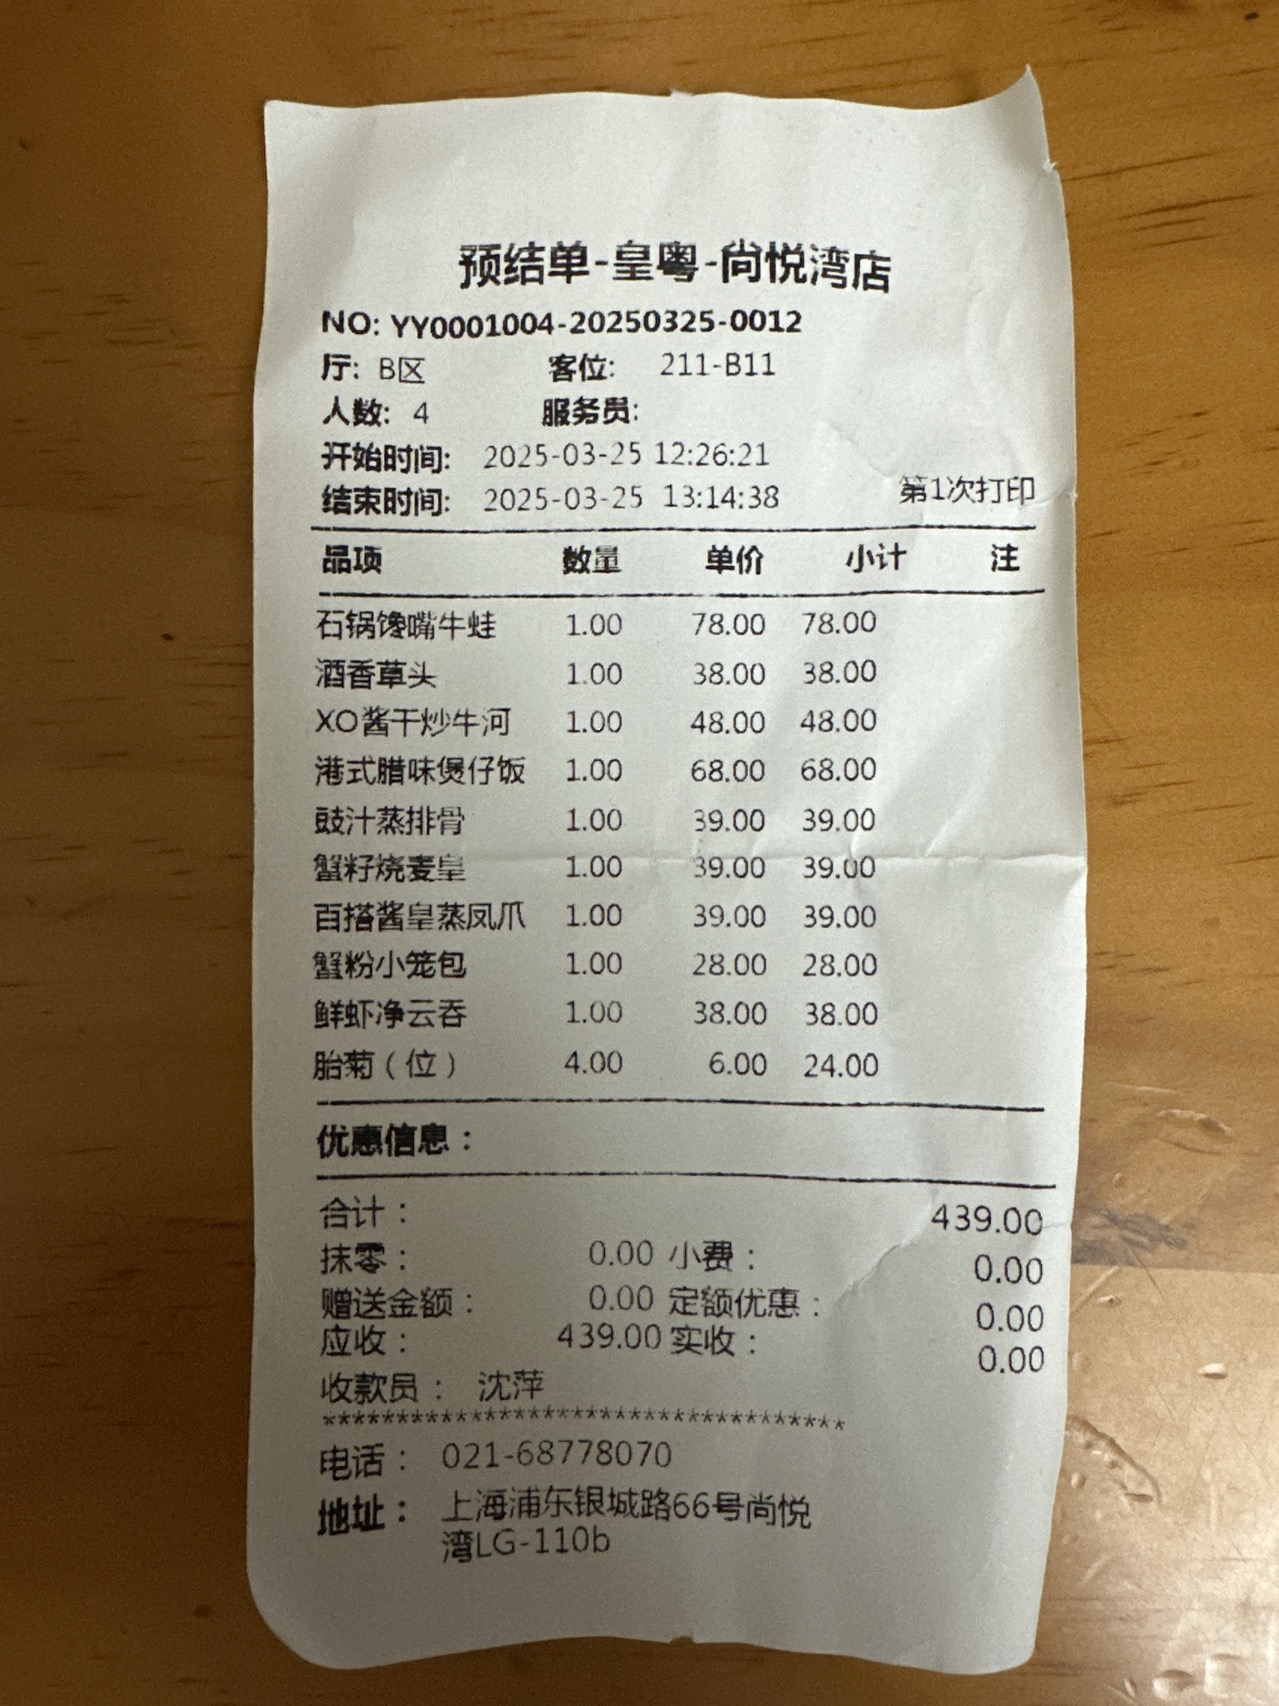 预结单-皇粤-尚悦湾店
NO: YY0001004-20250325-0012
厅: B区 客位: 211-B11
人数: 4 服务员:
开始时间: 2025-03-25 12:26:21
结束时间: 2025-03-25 13:14:38 第1次打印
品项 数量 单价 小计 注
石锅馋嘴牛蛙 1.00 78.00 78.00
酒香草头 1.00 38.00 38.00
XO酱干炒牛河 1.00 48.00 48.00
港式腊味煲仔饭 1.00 68.00 68.00
豉汁蒸排骨 1.00 39.00 39.00
蟹籽烧麦皇 1.00 39.00 39.00
百搭酱皇蒸凤爪 1.00 39.00 39.00
蟹粉小笼包 1.00 28.00 28.00
鲜虾净云吞 1.00 38.00 38.00
胎菊（位） 4.00 6.00 24.00
优惠信息：
合计： 439.00
抹零： 0.00 小费： 0.00
赠送金额： 0.00 定额优惠： 0.00
应收： 439.00 实收： 0.00
收款员： 沈萍
************************************
电话： 021-68778070
地址： 上海浦东银城路66号尚悦
湾LG-110b